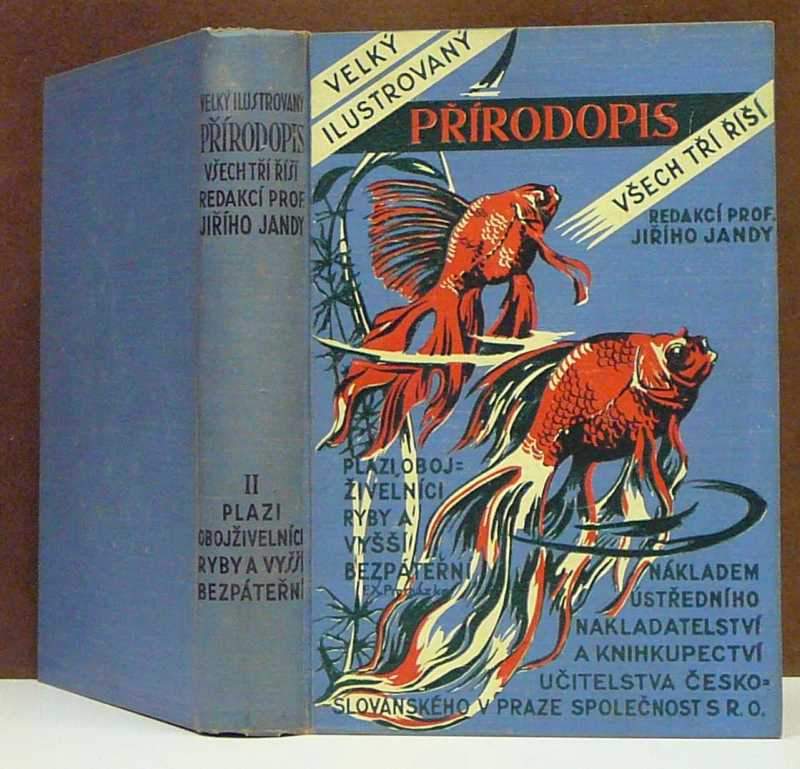 VELKÝ ILUSTROVANÝ
PŘÍRODOPIS
VŠECH TŘÍ ŘÍŠÍ
REDAKCÍ PROF.
JIŘÍHO JANDY
II
PLAZI
OBOJŽIVELNÍCI
RYBY A VYŠŠÍ
BEZPÁTEŘNÍ
VELKÝ
ILUSTROVANÝ
PŘÍRODOPIS
VŠECH TŘÍ ŘÍŠÍ
REDAKCÍ PROF.
JIŘÍHO JANDY
PLAZI, OBOJ=
ŽIVELNÍCI
RYBY A
VYŠŠÍ
BEZPÁTEŘNÍ
NÁKLADEM
ÚSTŘEDNÍHO
NAKLADATELSTVÍ
A KNIHKUPECTVÍ
UČITELSTVA ČESKO=
SLOVANSKÉHO V PRAZE SPOLEČNOST S R. O.